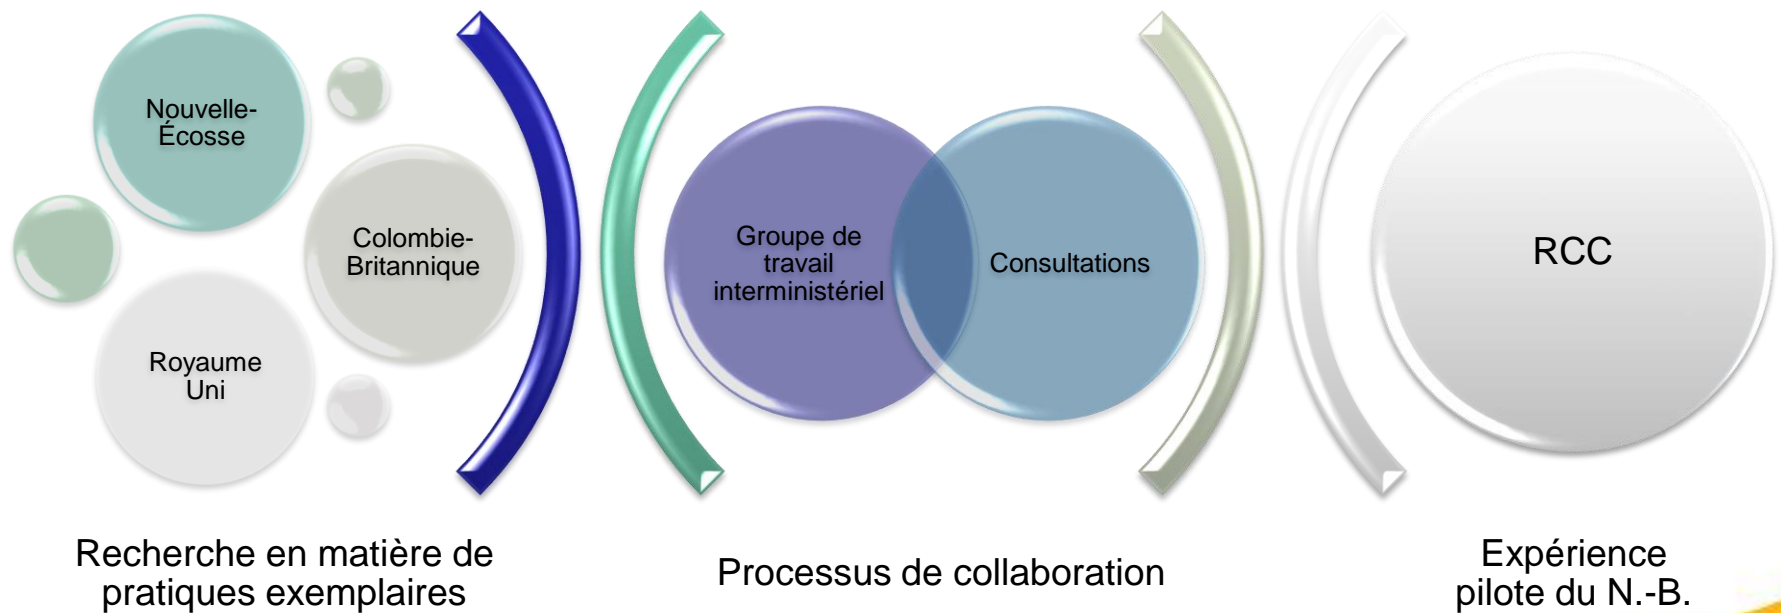 Nouvelle-
Écosse
Colombie-
Britannique
Royaume
Uni
Recherche en matière de
pratiques exemplaires
Groupe de
travail
interministériel
Consultations
Processus de collaboration
RCC
Expérience
pilote du N.-B.